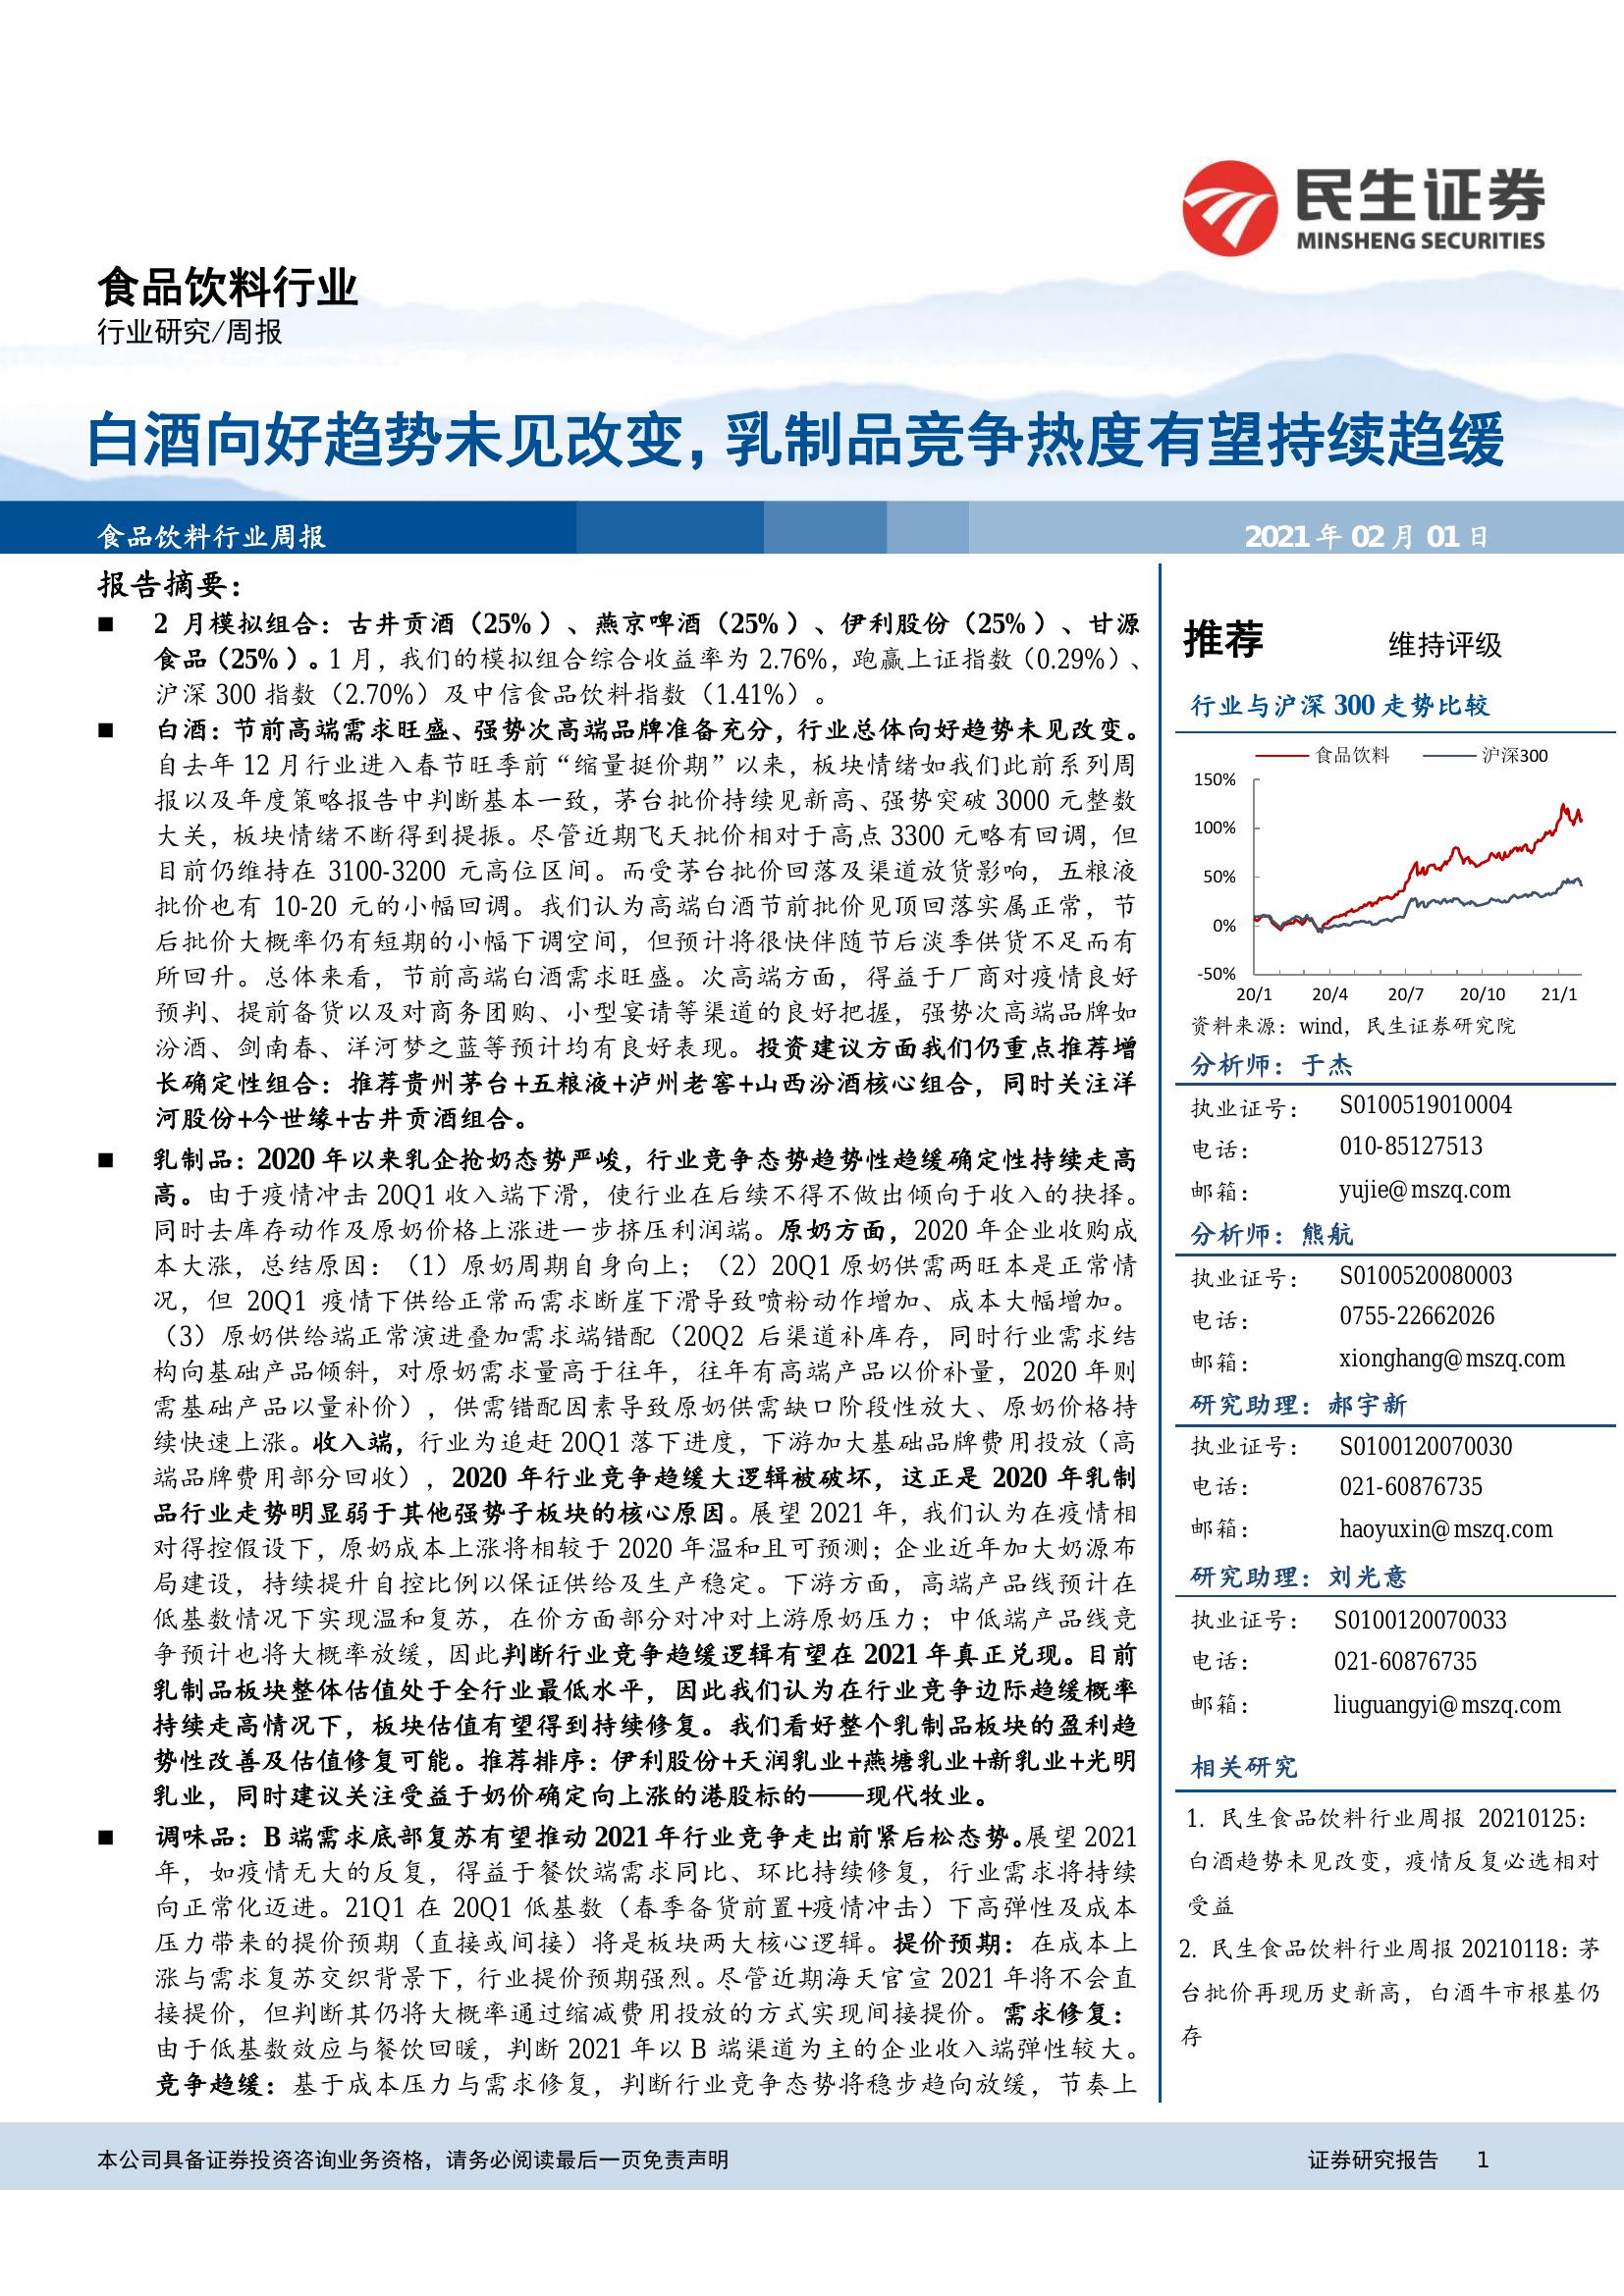 民生证券
MINSHENG SECURITIES
食品饮料行业
行业研究/周报
白酒向好趋势未见改变，乳制品竞争热度有望持续趋缓
食品饮料行业周报
2021年02月01日
报告摘要：
■ 2 月模拟组合：古井贡酒（25%）、燕京啤酒（25%）、伊利股份（25%）、甘源
食品（25%）。1 月，我们的模拟组合综合收益率为 2.76%，跑赢上证指数（0.29%）、
沪深 300 指数（2.70%）及中信食品饮料指数（1.41%）。
■ 白酒：节前高端需求旺盛、强势次高端品牌准备充分，行业总体向好趋势未见改变。
自去年 12 月行业进入春节旺季前“缩量挺价期”以来，板块情绪如我们此前系列周
报以及年度策略报告中判断基本一致，茅台批价持续见新高、强势突破 3000 元整数
大关，板块情绪不断得到提振。尽管近期飞天批价相对于高点 3300 元略有回调，但
目前仍维持在 3100-3200 元高位区间。而受茅台批价回落及渠道放货影响，五粮液
批价也有 10-20 元的小幅回调。我们认为高端白酒节前批价见顶回落实属正常，节
后批价大概率仍有短期的小幅下调空间，但预计将很快伴随节后淡季供货不足而有
所回升。总体来看，节前高端白酒需求旺盛。次高端方面，得益于厂商对疫情良好
预判、提前备货以及对商务团购、小型宴请等渠道的良好把握，强势次高端品牌如
汾酒、剑南春、洋河梦之蓝等预计均有良好表现。投资建议方面我们仍重点推荐增
长确定性组合：推荐贵州茅台+五粮液+泸州老窖+山西汾酒核心组合，同时关注洋
河股份+今世缘+古井贡酒组合。
■ 乳制品：2020 年以来乳企抢奶态势严峻，行业竞争态势趋势性趋缓确定性持续走高
高。由于疫情冲击 20Q1 收入端下滑，使行业在后续不得不做出倾向于收入的抉择。
同时去库存动作及原奶价格上涨进一步挤压利润端。原奶方面，2020 年企业收购成
本大涨，总结原因：（1）原奶周期自身向上；（2）20Q1 原奶供需两旺本是正常情
况，但 20Q1 疫情下供给正常而需求断崖下滑导致喷粉动作增加、成本大幅增加。
（3）原奶供给端正常演进叠加需求端错配（20Q2 后渠道补库存，同时行业需求结
构向基础产品倾斜，对原奶需求量高于往年，往年有高端产品以价补量，2020 年则
需基础产品以量补价），供需错配因素导致原奶供需缺口阶段性放大、原奶价格持
续快速上涨。收入端，行业为追赶 20Q1 落下进度，下游加大基础品牌费用投放（高
端品牌费用部分回收），2020 年行业竞争趋缓大逻辑被破坏，这正是 2020 年乳制
品行业走势明显弱于其他强势子板块的核心原因。展望 2021 年，我们认为在疫情相
对得控假设下，原奶成本上涨将相较于 2020 年温和且可预测；企业近年加大奶源布
局建设，持续提升自控比例以保证供给及生产稳定。下游方面，高端产品线预计在
低基数情况下实现温和复苏，在价方面部分对冲对上游原奶压力；中低端产品线竞
争预计也将大概率放缓，因此判断行业竞争趋缓逻辑有望在 2021 年真正兑现。目前
乳制品板块整体估值处于全行业最低水平，因此我们认为在行业竞争边际趋缓概率
持续走高情况下，板块估值有望得到持续修复。我们看好整个乳制品板块的盈利趋
势性改善及估值修复可能。推荐排序：伊利股份+天润乳业+燕塘乳业+新乳业+光明
乳业，同时建议关注受益于奶价确定向上涨的港股标的——现代牧业。
■ 调味品：B 端需求底部复苏有望推动 2021 年行业竞争走出前紧后松态势。展望 2021
年，如疫情无大的反复，得益于餐饮端需求同比、环比持续修复，行业需求将持续
向正常化迈进。21Q1 在 20Q1 低基数（春季备货前置+疫情冲击）下高弹性及成本
压力带来的提价预期（直接或间接）将是板块两大核心逻辑。提价预期：在成本上
涨与需求复苏交织背景下，行业提价预期强烈。尽管近期海天官宣 2021 年将不会直
接提价，但判断其仍将大概率通过缩减费用投放的方式实现间接提价。需求修复：
由于低基数效应与餐饮回暖，判断 2021 年以 B 端渠道为主的企业收入端弹性较大。
竞争趋缓：基于成本压力与需求修复，判断行业竞争态势将稳步趋向放缓，节奏上
推荐 维持评级
行业与沪深 300 走势比较
食品饮料 沪深300
150%
100%
50%
0%
-50%
20/1 20/4 20/7 20/10 21/1
资料来源：wind，民生证券研究院
分析师：于杰
执业证号： S0100519010004
电话： 010-85127513
邮箱： yujie@mszq.com
分析师：熊航
执业证号： S0100520080003
电话： 0755-22662026
邮箱： xionghang@mszq.com
研究助理：郝宇新
执业证号： S0100120070030
电话： 021-60876735
邮箱： haoyuxin@mszq.com
研究助理：刘光意
执业证号： S0100120070033
电话： 021-60876735
邮箱： liuguangyi@mszq.com
相关研究
1. 民生食品饮料行业周报 20210125：
白酒趋势未见改变，疫情反复必选相对
受益
2. 民生食品饮料行业周报 20210118：茅
台批价再现历史新高，白酒牛市根基仍
存
本公司具备证券投资咨询业务资格，请务必阅读最后一页免责声明
证券研究报告 1